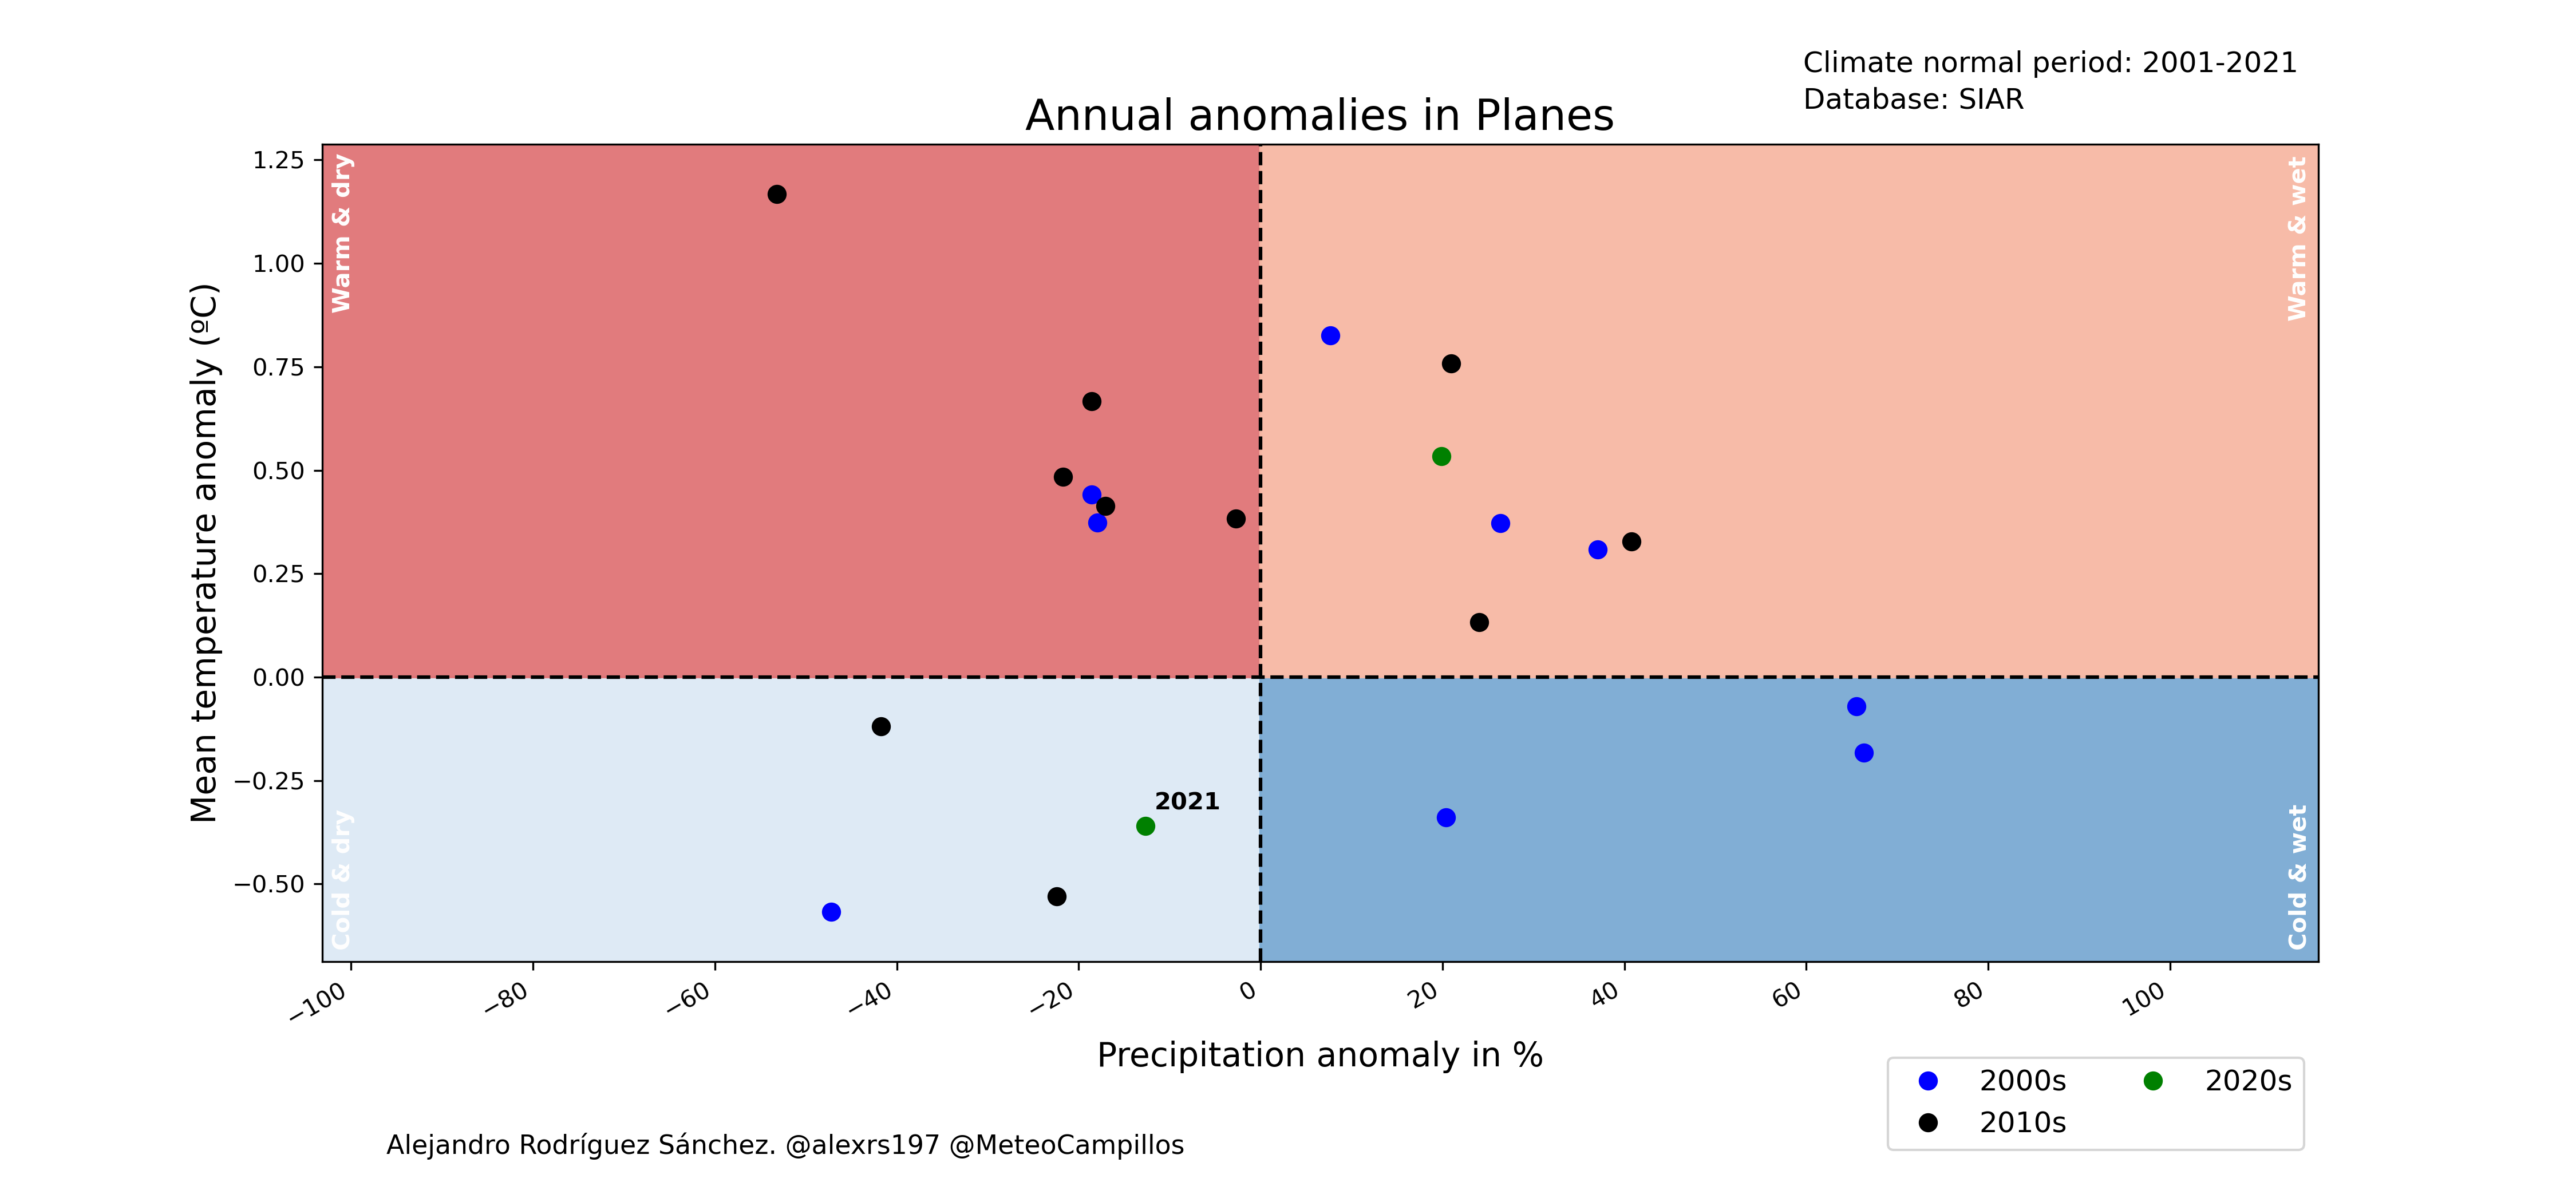 Climate normal period: 2001-2021
Database: SIAR
Annual anomalies in Planes
Mean temperature anomaly (ºC)
1.25
1.00
0.75
0.50
0.25
0.00
−0.25
−0.50
Warm & dry
Warm & wet
Cold & dry
Cold & wet
2021
−100
−80
−60
−40
−20
0
20
40
60
80
100
Precipitation anomaly in %
2000s
2010s
2020s
Alejandro Rodríguez Sánchez. @alexrs197 @MeteoCampillos